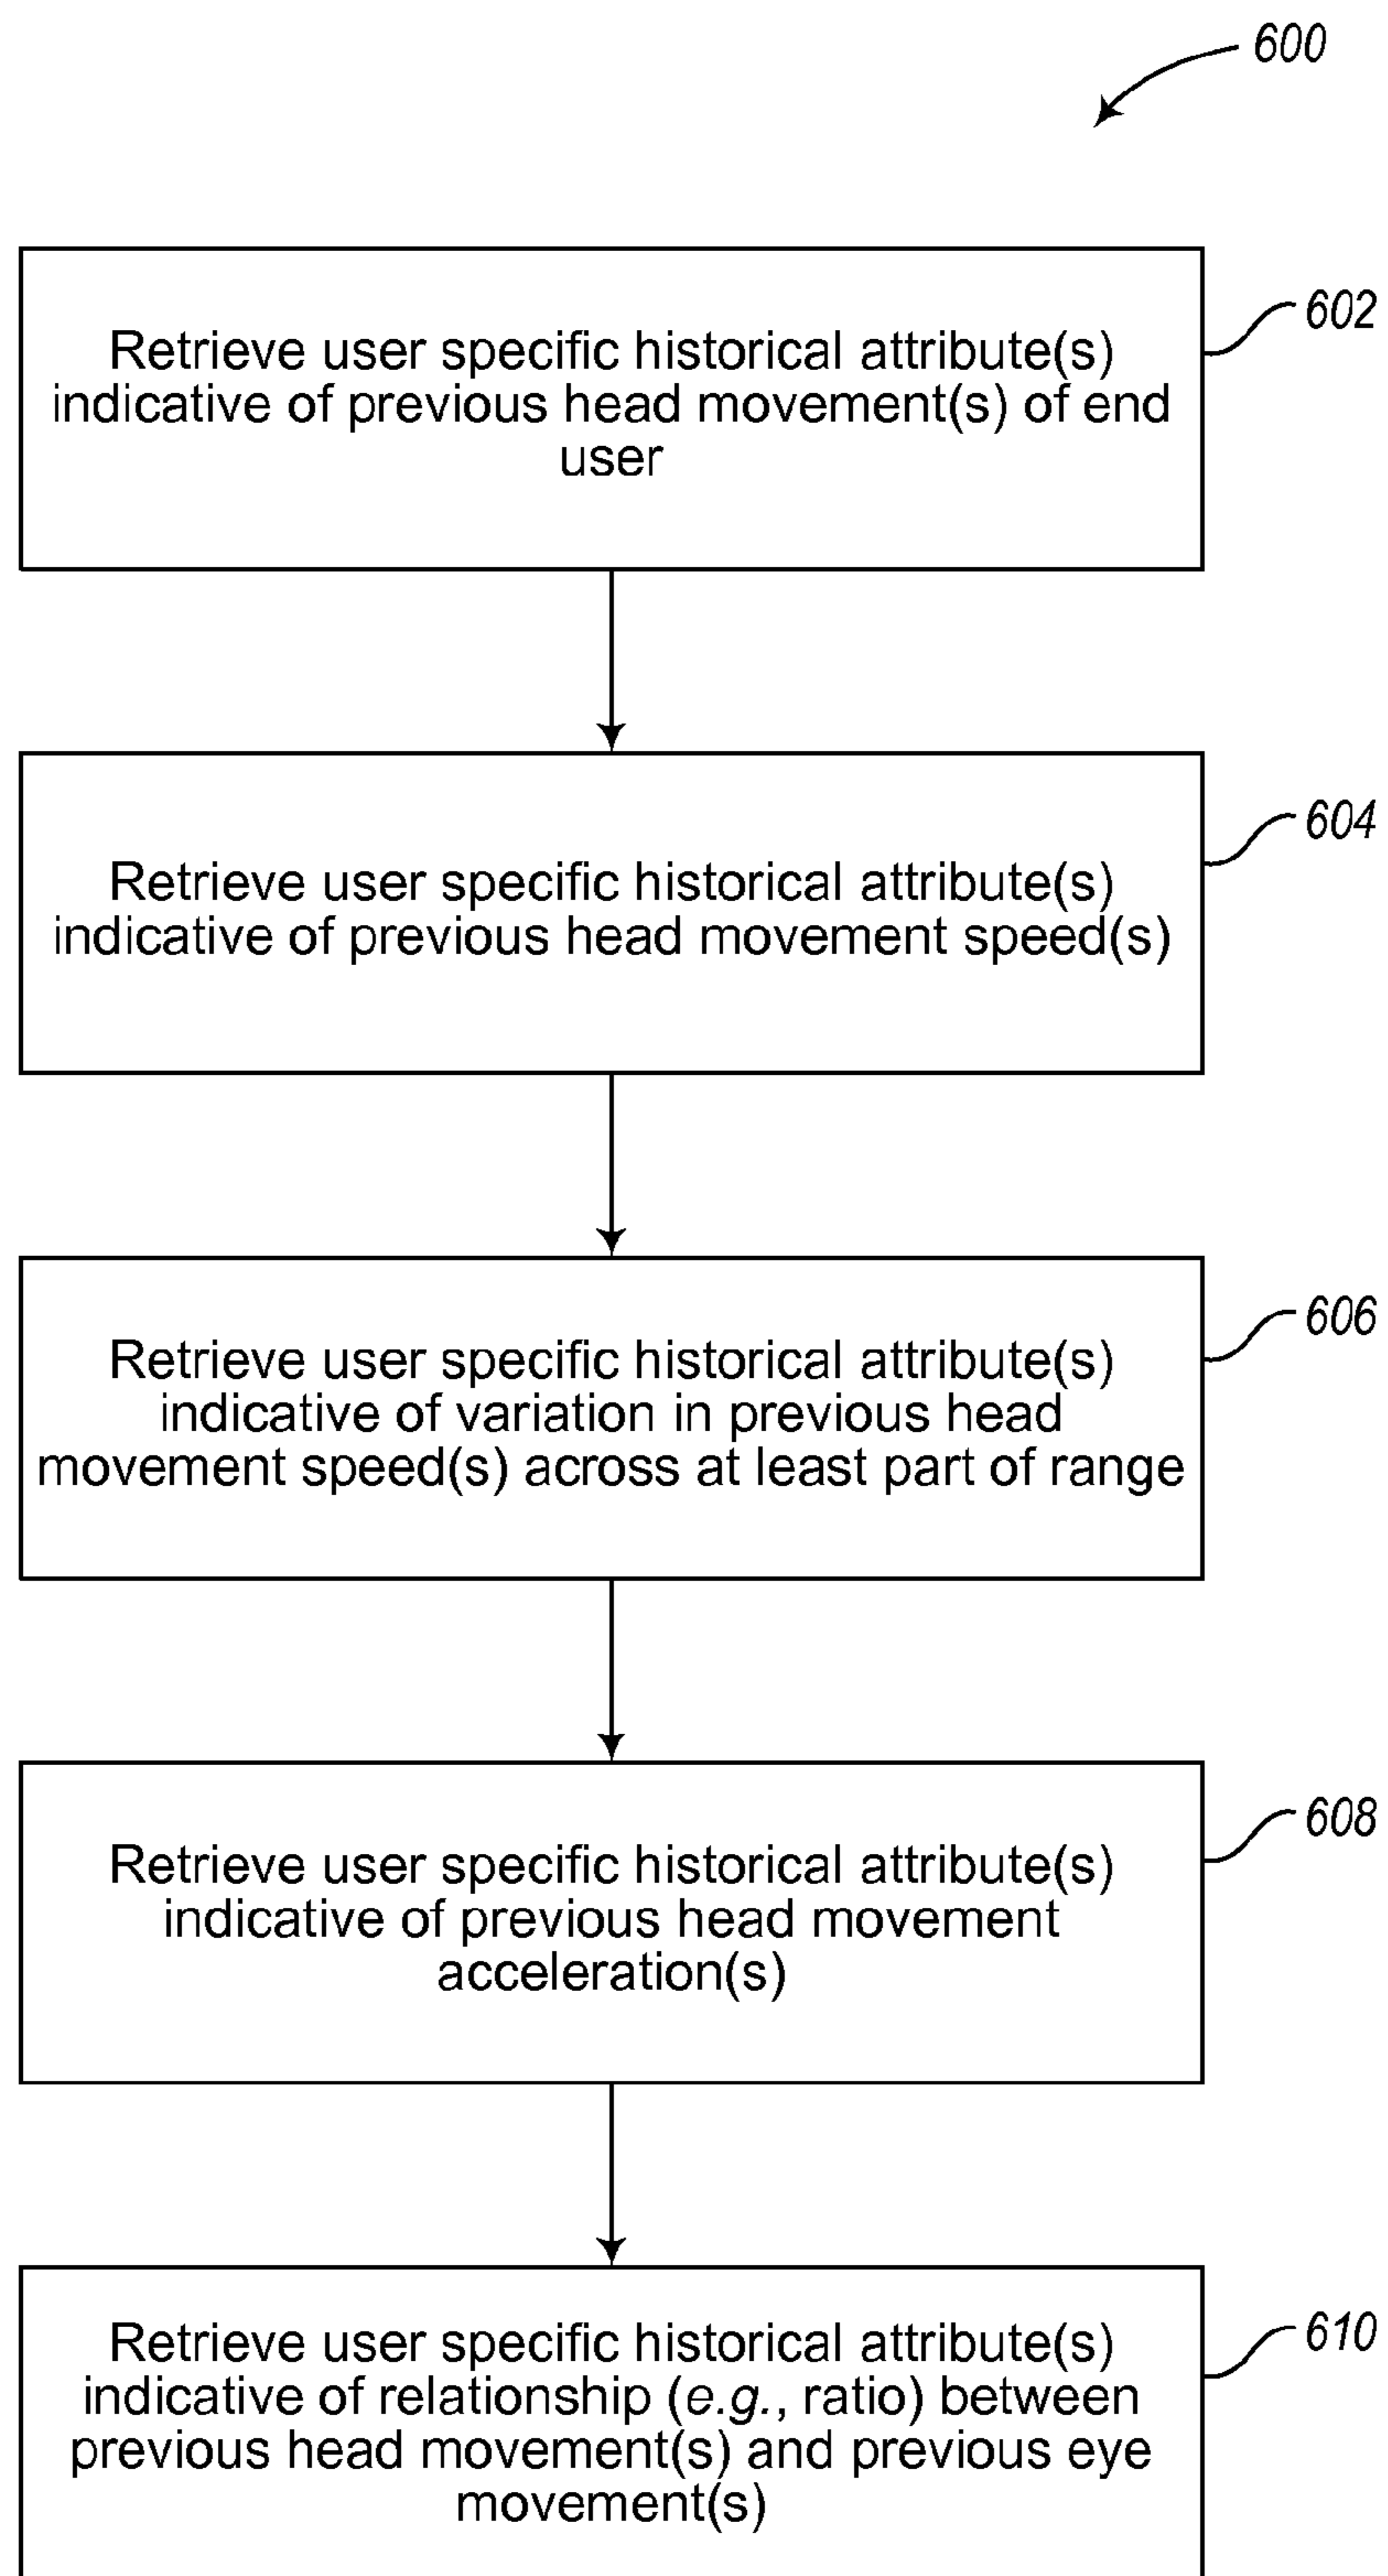 600
Retrieve user specific historical attribute(s)
indicative of previous head movement(s) of end
user
602
Retrieve user specific historical attribute(s)
indicative of previous head movement speed(s)
604
Retrieve user specific historical attribute(s)
indicative of variation in previous head
movement speed(s) across at least part of range
606
Retrieve user specific historical attribute(s)
indicative of previous head movement
acceleration(s)
608
Retrieve user specific historical attribute(s)
indicative of relationship (e.g., ratio) between
previous head movement(s) and previous eye
movement(s)
610